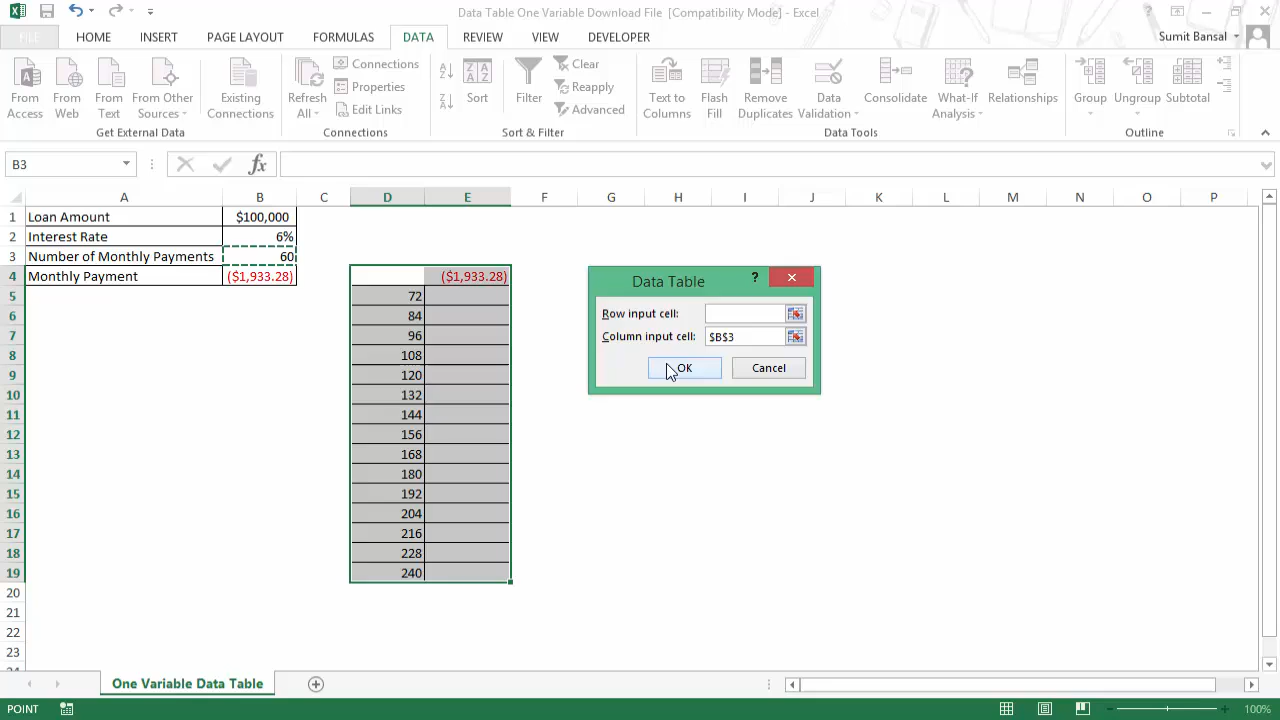 Data Table One Variable Download File [Compatibility Mode] - Excel
FILE HOME INSERT PAGE LAYOUT FORMULAS DATA REVIEW VIEW DEVELOPER Sumit Bansal
From Access From Web From Text From Other Sources Existing Connections
Get External Data
Refresh All Connections Properties Edit Links
Connections
Sort Filter Clear Reapply Advanced
Sort & Filter
Text to Columns Flash Fill Remove Duplicates Data Validation Consolidate What-If Analysis Relationships
Data Tools
Group Ungroup Subtotal
Outline
B3 fx
A B C D E F G H I J K L M N O P
1 Loan Amount $100,000
2 Interest Rate 6%
3 Number of Monthly Payments 60
4 Monthly Payment ($1,933.28) ($1,933.28)
5 72
6 84
7 96
8 108
9 120
10 132
11 144
12 156
13 168
14 180
15 192
16 204
17 216
18 228
19 240
20
21
22
23
Data Table ?
Row input cell:
Column input cell: $B$3
OK Cancel
One Variable Data Table
POINT 100%